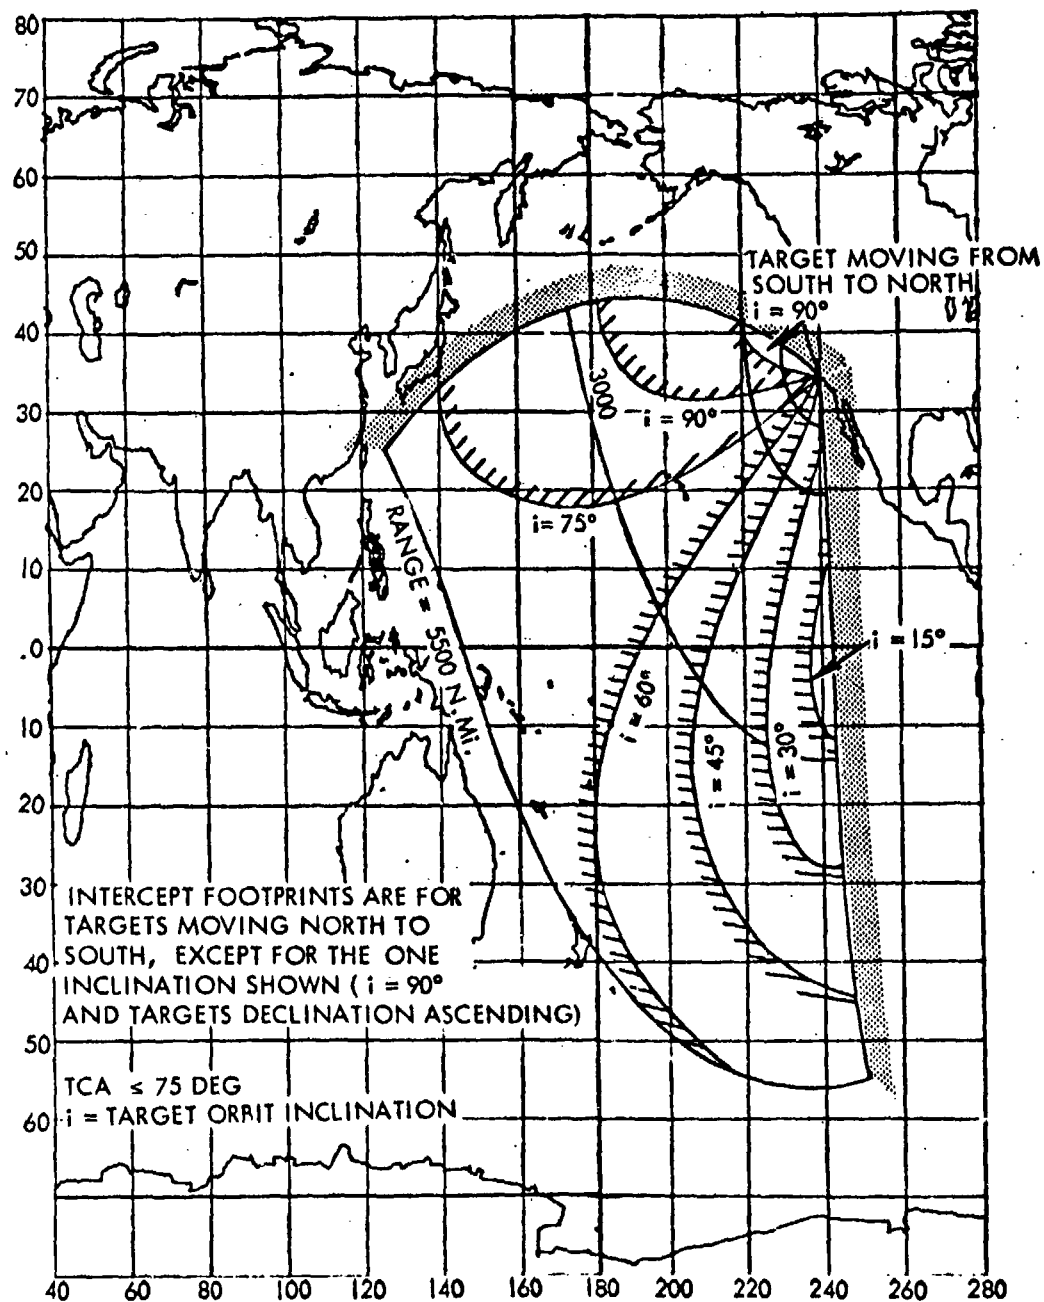 80
70
60
50
40
30
20
10
.0
10
20
30
40
50
60
TARGET MOVING FROM
SOUTH TO NORTH
i = 90°
3000
i = 90°
i = 75°
RANGE = 5500 N. Mi.
i = 15°
i = 60°
i = 45°
i = 30°
INTERCEPT FOOTPRINTS ARE FOR
TARGETS MOVING NORTH TO
SOUTH, EXCEPT FOR THE ONE
INCLINATION SHOWN ( i = 90°
AND TARGETS DECLINATION ASCENDING)
TCA ≤ 75 DEG
i = TARGET ORBIT INCLINATION
40 60 80 100 120 140 160 180 200 220 240 260 280